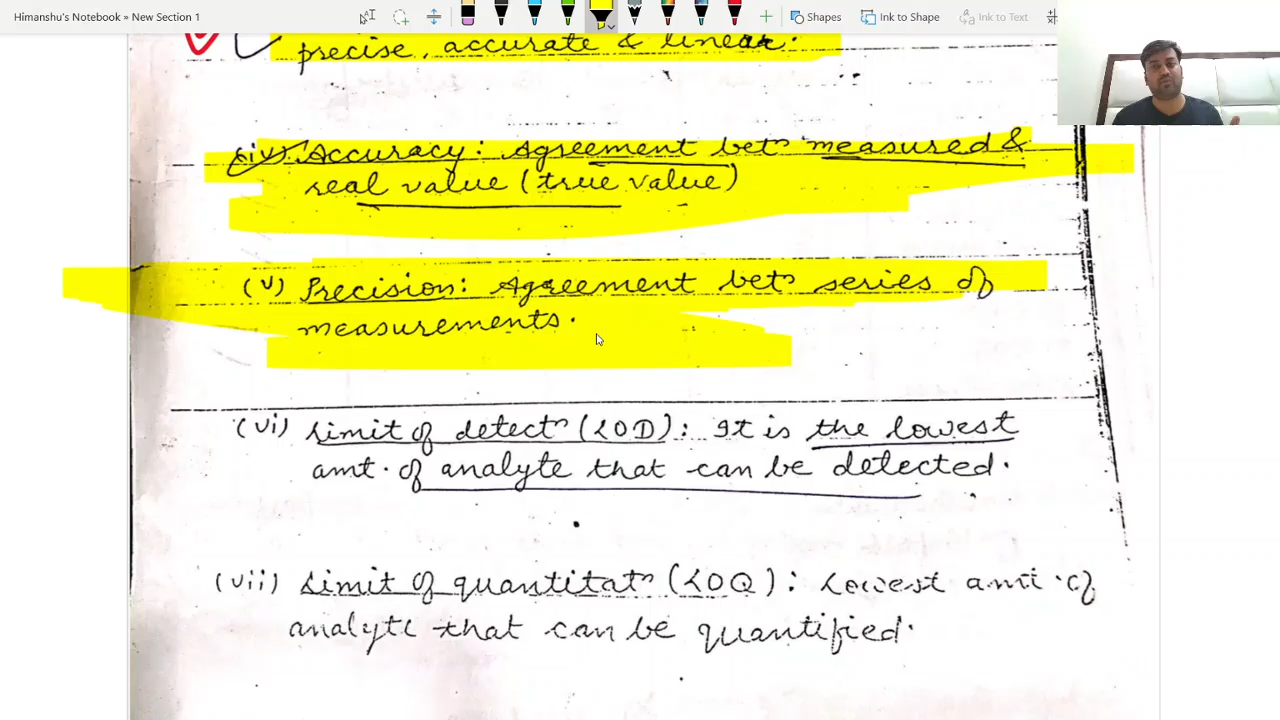 Himanshu's Notebook » New Section 1
Shapes
Ink to Shape
Ink to Text
precise, accurate & linear.
(iv) Accuracy: Agreement betn measured &
real value (true value)
(v) Precision: Agreement betn series of
measurements.
(vi) Limit of detectn (LOD): It is the lowest
amt. of analyte that can be detected.
(vii) Limit of quantitatn (LOQ): Lowest amt. of
analyte that can be quantified.